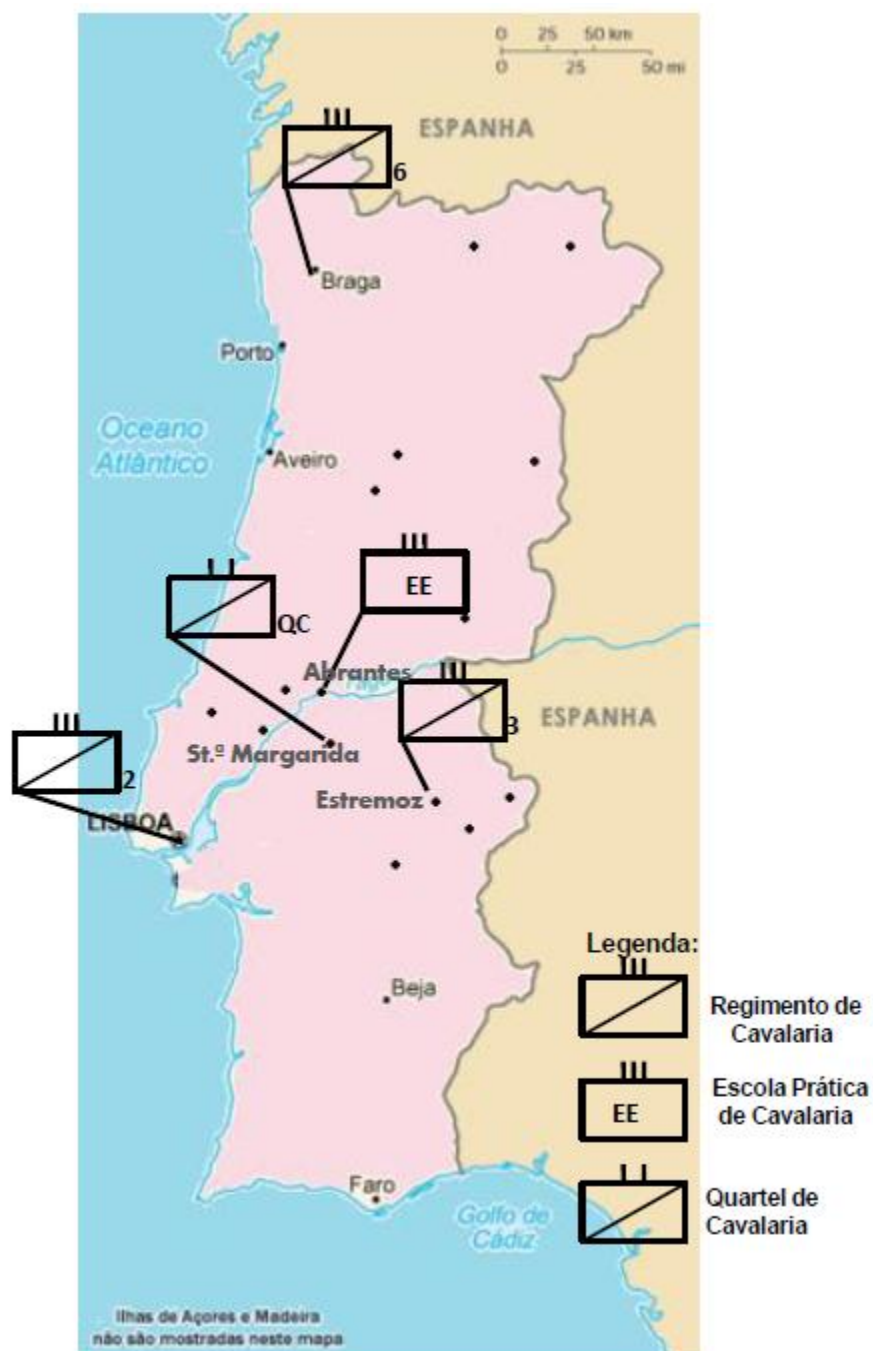 0 25 50 km
0 25 50 mi
ESPANHA
6
Braga
Porto
Oceano
Atlântico
Aveiro
EE
QC
Abrantes
3
ESPANHA
St.ª Margarida
2
Estremoz
LISBOA
Legenda:
Beja
Regimento de
Cavalaria
Escola Prática
de Cavalaria
EE
Faro
Golfo de
Cádiz
Quartel de
Cavalaria
Ilhas de Açores e Madeira
não são mostradas neste mapa